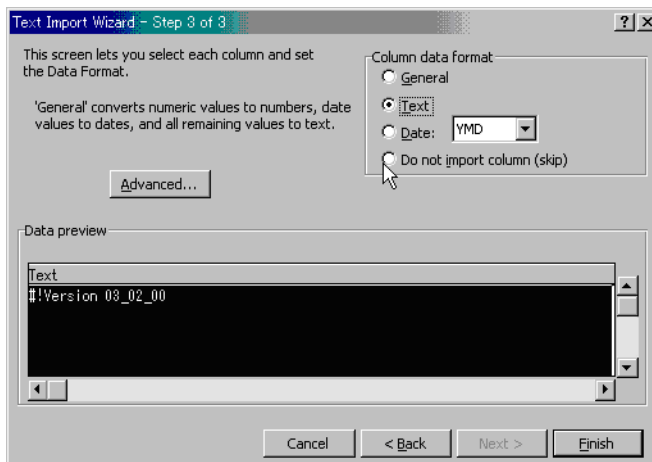 Text Import Wizard - Step 3 of 3
This screen lets you select each column and set
the Data Format.
'General' converts numeric values to numbers, date
values to dates, and all remaining values to text.
Advanced...
Column data format
General
Text
Date: YMD
Do not import column (skip)
Data preview
Text
#!Version 03_02_00
Cancel
< Back
Next >
Finish